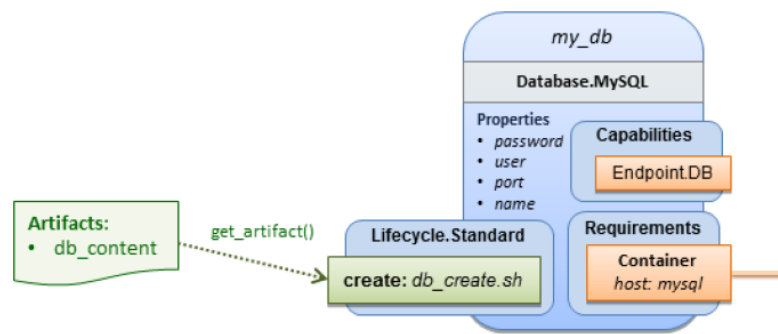 my_db
Database.MySQL
Properties
• password
• user
• port
• name
Capabilities
Endpoint.DB
Artifacts:
• db_content
get_artifact()
Lifecycle.Standard
create: db_create.sh
Requirements
Container
host: mysql